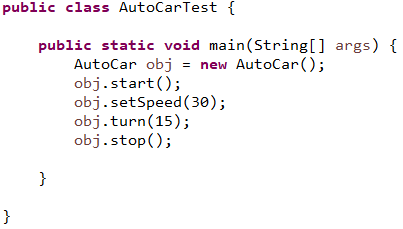 public class AutoCarTest {
public static void main(String[] args) {
AutoCar obj = new AutoCar();
obj.start();
obj.setSpeed(30);
obj.turn(15);
obj.stop();
}
}